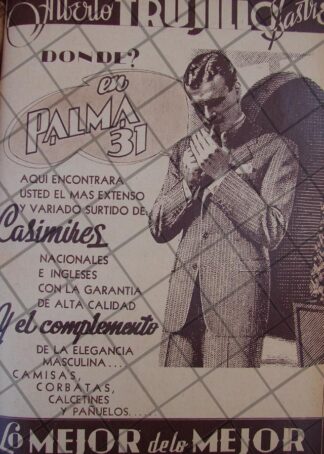 Alberto TRUJILLO Sastre
DONDE?
en
PALMA
31
AQUI ENCONTRARA
USTED EL MAS EXTENSO
Y VARIADO SURTIDO DE
Casimires
NACIONALES
E INGLESES
CON LA GARANTIA
DE ALTA CALIDAD
Y el complemento
DE LA ELEGANCIA
MASCULINA....
CAMISAS,
CORBATAS,
CALCETINES
Y PAÑUELOS.....
Lo MEJOR de lo MEJOR